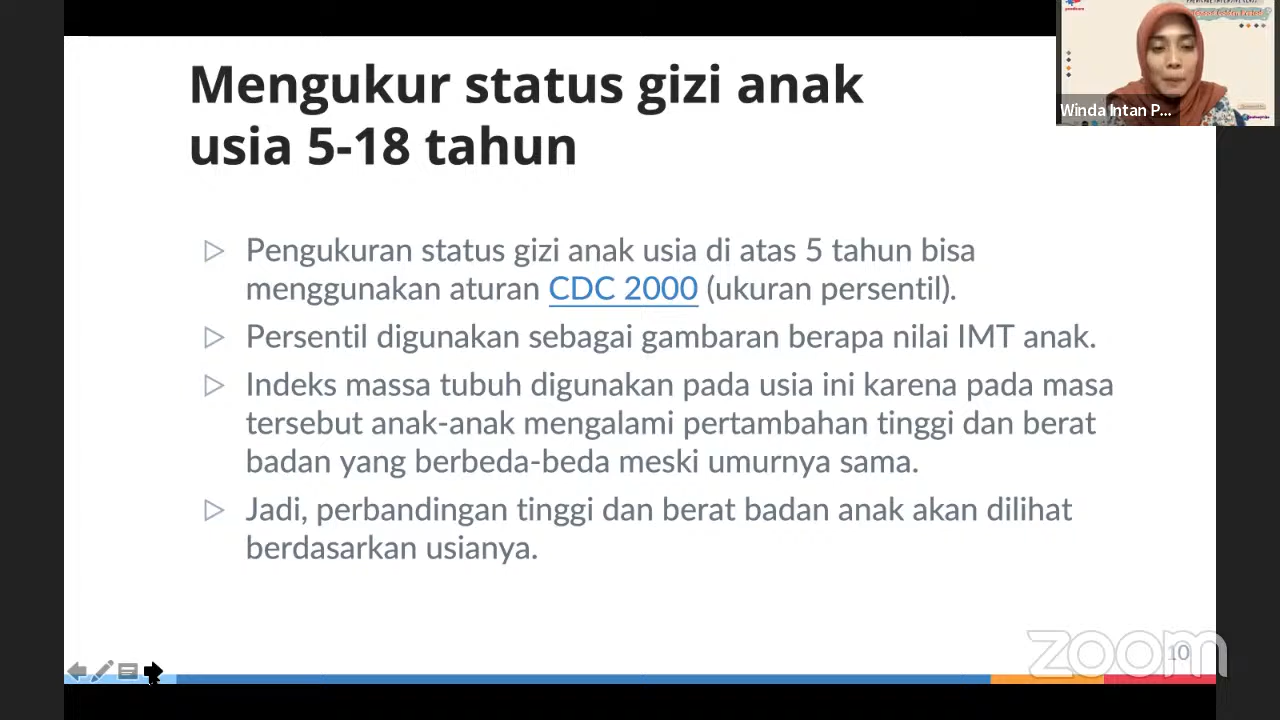 Mengukur status gizi anak
usia 5-18 tahun
Winda Intan P...
Pengukuran status gizi anak usia di atas 5 tahun bisa
menggunakan aturan CDC 2000 (ukuran persentil).
Persentil digunakan sebagai gambaran berapa nilai IMT anak.
Indeks massa tubuh digunakan pada usia ini karena pada masa
tersebut anak-anak mengalami pertambahan tinggi dan berat
badan yang berbeda-beda meski umurnya sama.
Jadi, perbandingan tinggi dan berat badan anak akan dilihat
berdasarkan usianya.
zoom
10